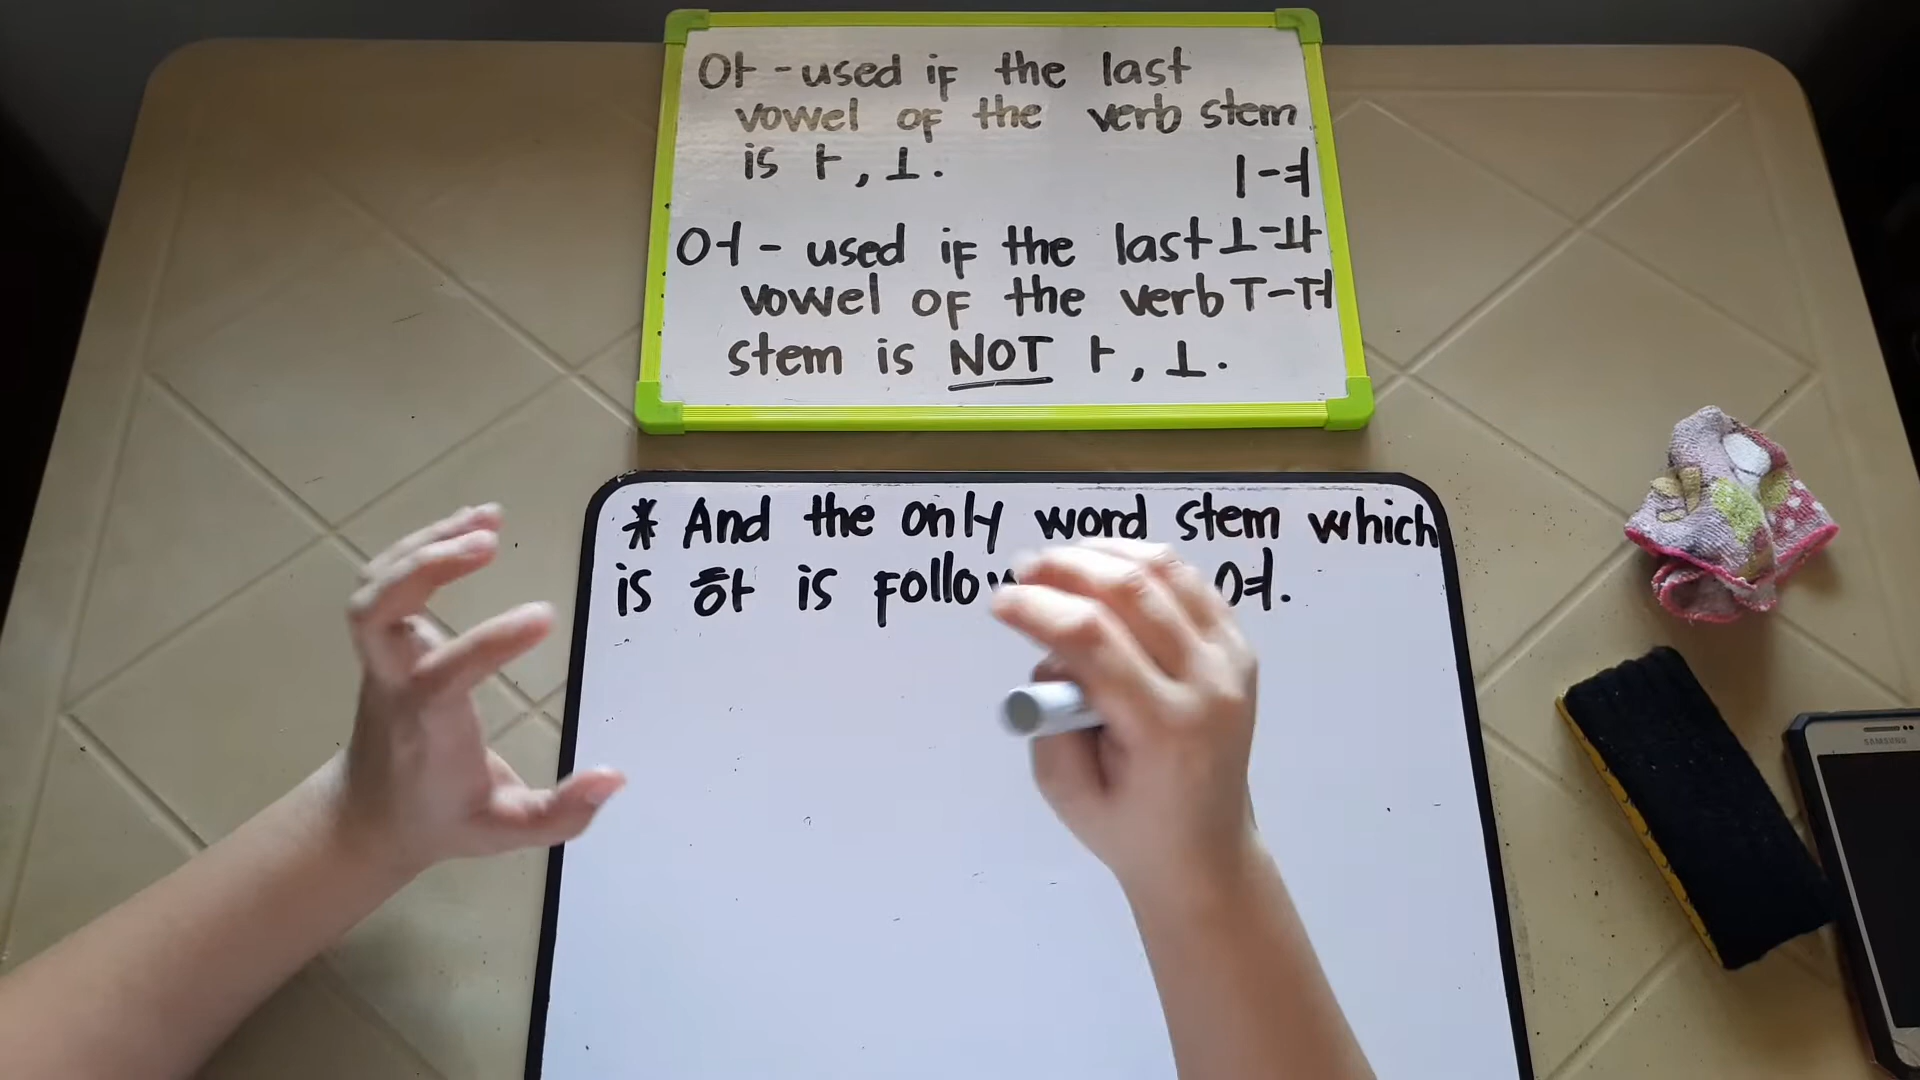 아 - used if the last
vowel of the verb stem
is ㅏ, ㅗ.
ㅣ-ㅕ
어 - used if the last
ㅗ-ㅘ
vowel of the verb
ㅜ-ㅝ
stem is NOT ㅏ, ㅗ.
* And the only word stem which
is 하 is 여.
SAMSUNG